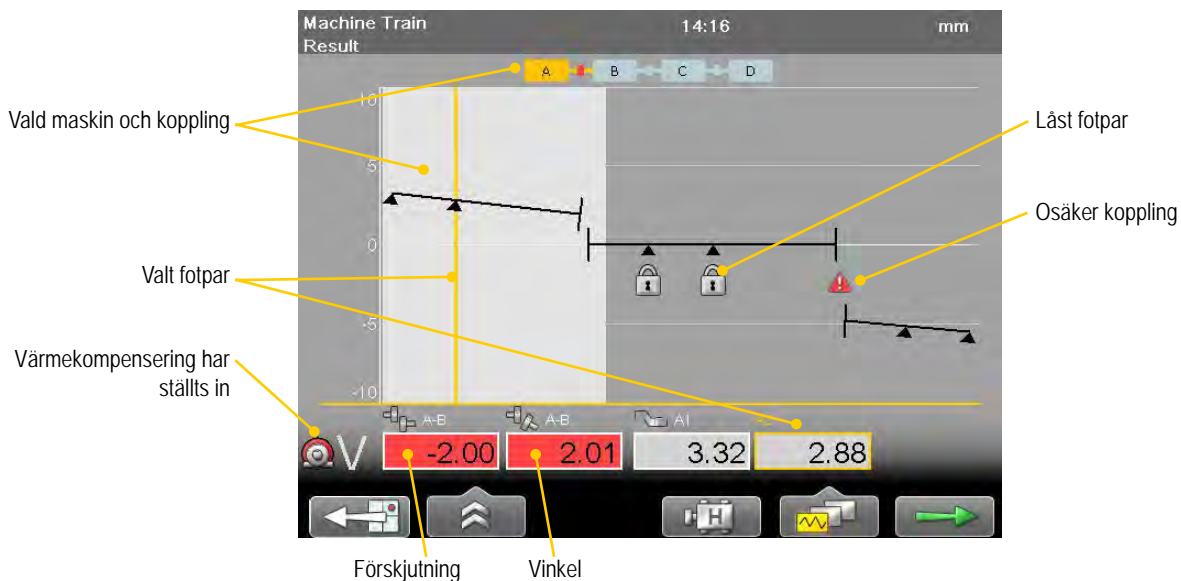 Machine Train 14:16 mm
Result
A B C D
10
5
0
-5
-10
Vald maskin och koppling
Valt fotpar
Värmekompensering har
ställts in
Låst fotpar
Osäker koppling
A-B A-B A1
V -2.00 2.01 3.32 2.88
H
Förskjutning Vinkel